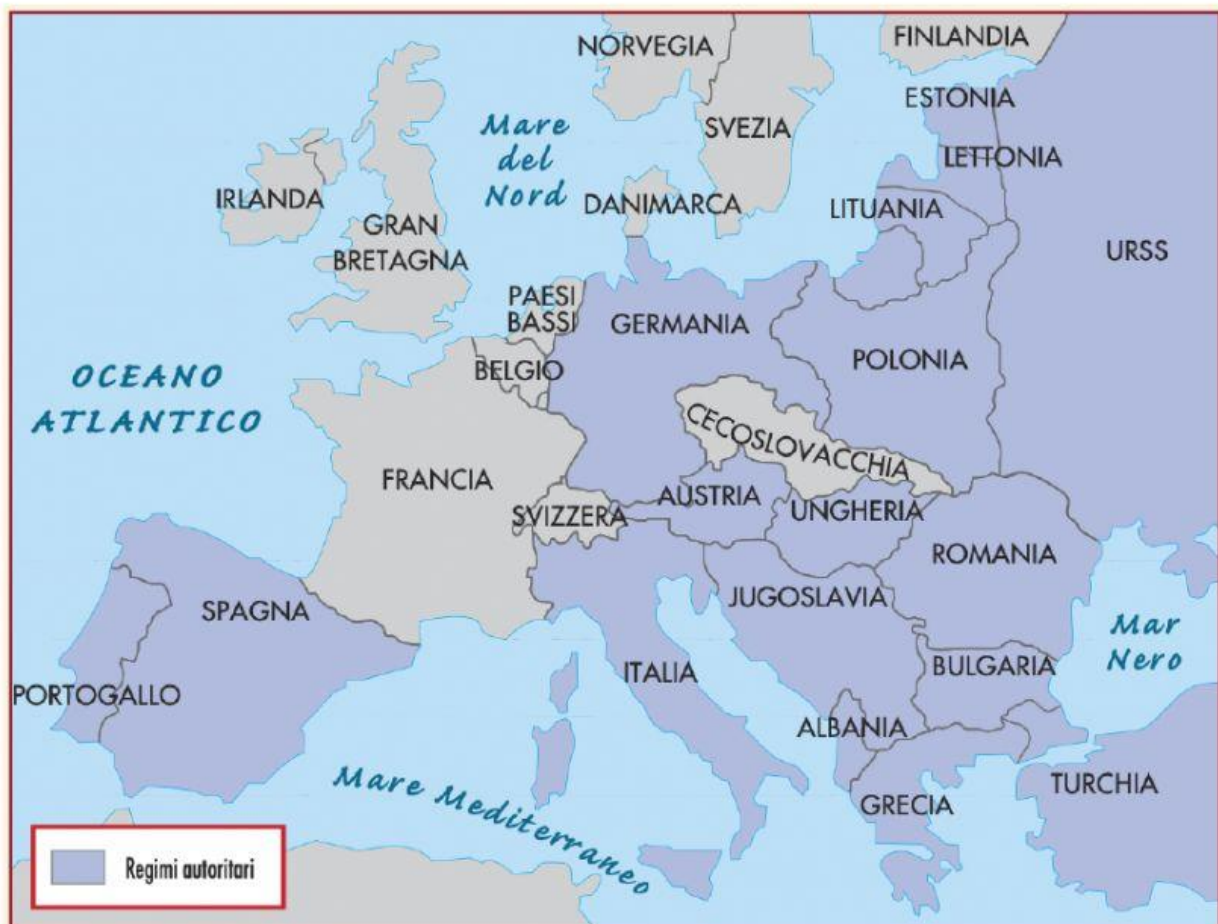 NORVEGIA
FINLANDIA
ESTONIA
Mare
del
Nord
SVEZIA
LETTONIA
IRLANDA
DANIMARCA
LITUANIA
GRAN
BRETAGNA
URSS
PAESI
BASSI
GERMANIA
POLONIA
BELGIO
OCEANO
ATLANTICO
CECOSLOVACCHIA
FRANCIA
AUSTRIA
SVIZZERA
UNGHERIA
ROMANIA
JUGOSLAVIA
SPAGNA
Mar
Nero
ITALIA
BULGARIA
PORTOGALLO
ALBANIA
Mare Mediterraneo
TURCHIA
GRECIA
Regimi autoritari